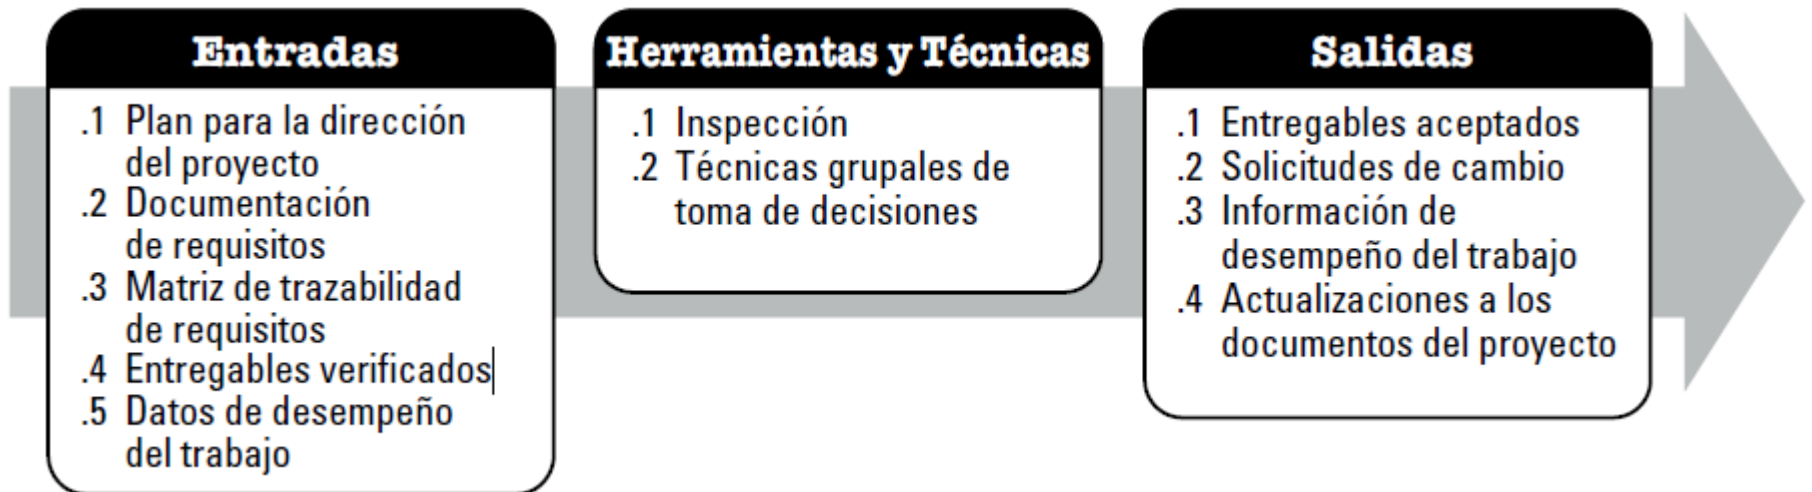 Entradas
.1 Plan para la dirección
del proyecto
.2 Documentación
de requisitos
.3 Matriz de trazabilidad
de requisitos
.4 Entregables verificados
.5 Datos de desempeño
del trabajo
Herramientas y Técnicas
.1 Inspección
.2 Técnicas grupales de
toma de decisiones
Salidas
.1 Entregables aceptados
.2 Solicitudes de cambio
.3 Información de
desempeño del trabajo
.4 Actualizaciones a los
documentos del proyecto